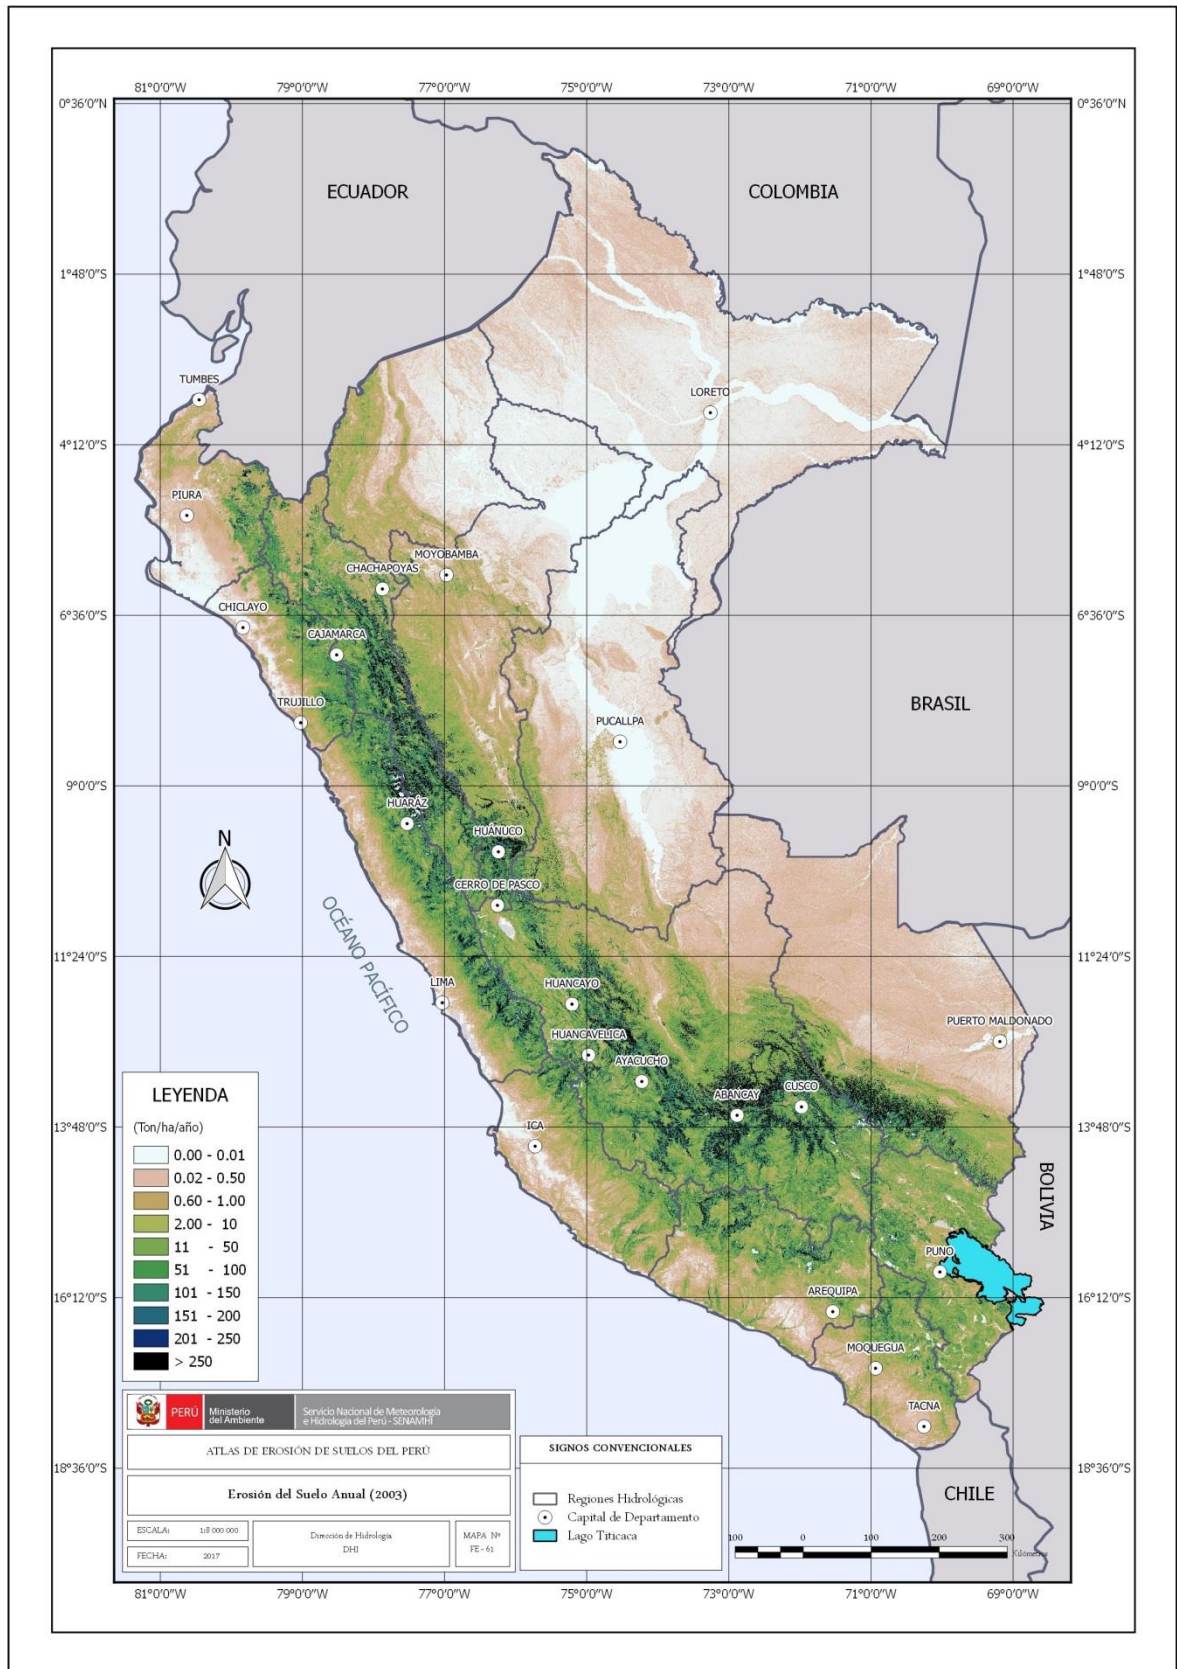 81°0'0"W 79°0'0"W 77°0'0"W 75°0'0"W 73°0'0"W 71°0'0"W 69°0'0"W
0°36'0"N 0°36'0"N
ECUADOR COLOMBIA
1°48'0"S 1°48'0"S
TUMBES
LORETO
4°12'0"S 4°12'0"S
PIURA
MOYOBAMBA
CHACHAPOYAS
CHICLAYO
6°36'0"S 6°36'0"S
CAJAMARCA
TRUJILLO
BRASIL
PUCALLPA
9°0'0"S 9°0'0"S
HUARÁZ
N
HUÁNUCO
CERRO DE PASCO
OCÉANO PACÍFICO
11°24'0"S 11°24'0"S
LIMA
HUANCAYO
PUERTO MALDONADO
HUANCAVELICA
AYACUCHO
ABANCAY
CUSCO
13°48'0"S 13°48'0"S
ICA
BOLIVIA
PUNO
16°12'0"S 16°12'0"S
AREQUIPA
MOQUEGUA
TACNA
18°36'0"S 18°36'0"S
CHILE
LEYENDA
(Ton/ha/año)
0.00 - 0.01
0.02 - 0.50
0.60 - 1.00
2.00 - 10
11 - 50
51 - 100
101 - 150
151 - 200
201 - 250
> 250
PERÚ
Ministerio
del Ambiente
Servicio Nacional de Meteorología
e Hidrología del Perú - SENAMHI
ATLAS DE EROSIÓN DE SUELOS DEL PERÚ
Erosión del Suelo Anual (2003)
ESCALA: 1:8 000 000
FECHA: 2017
Dirección de Hidrología
DHI
MAPA Nº
FE - 61
SIGNOS CONVENCIONALES
Regiones Hidrológicas
Capital de Departamento
Lago Titicaca
100 0 100 200 300
Kilómetros
81°0'0"W 79°0'0"W 77°0'0"W 75°0'0"W 73°0'0"W 71°0'0"W 69°0'0"W